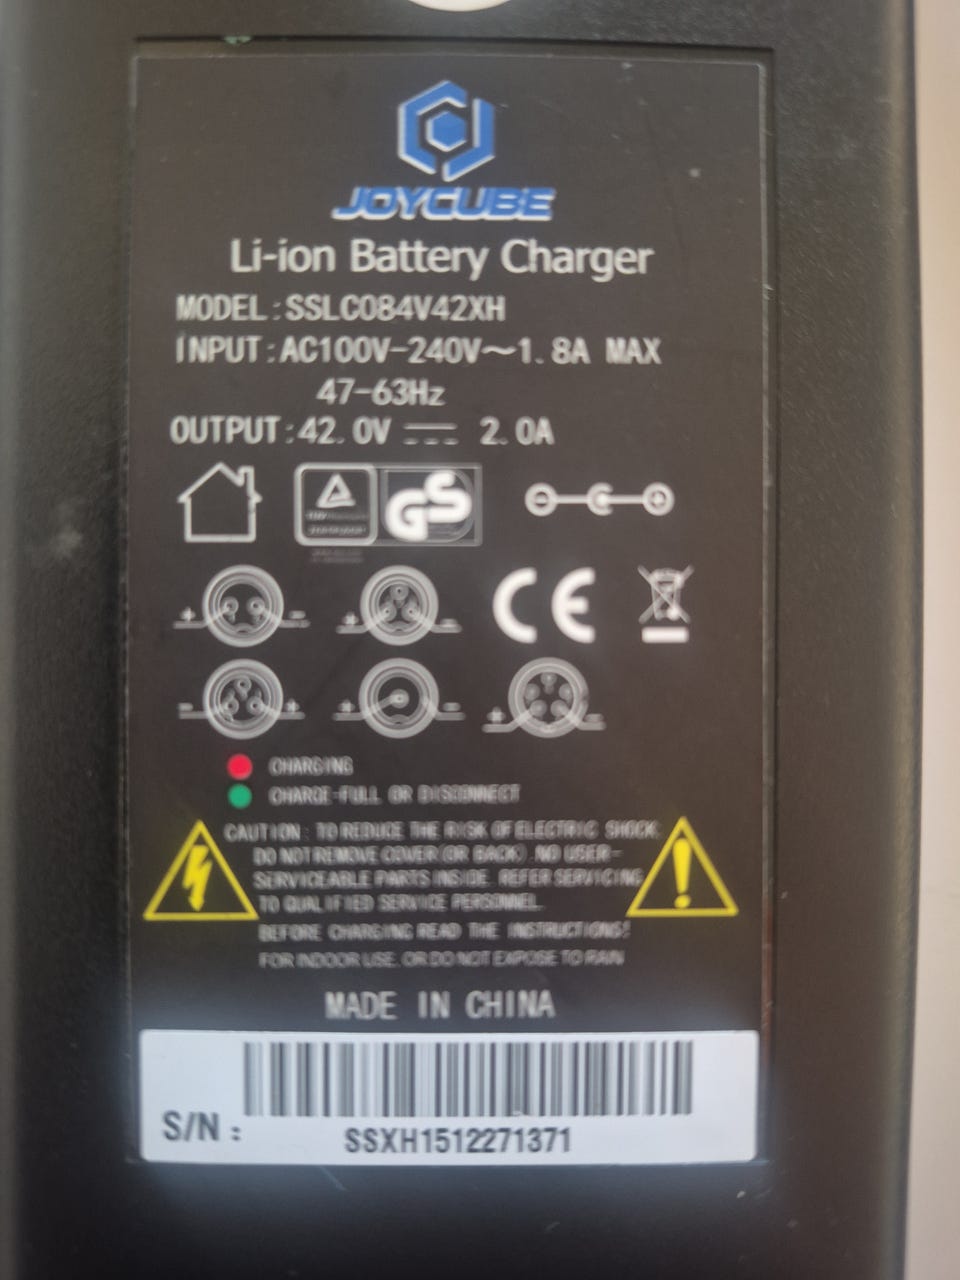 JOYCUBE
Li-ion Battery Charger
MODEL:SSLC084V42XH
INPUT:AC100V-240V~1.8A MAX
47-63Hz
OUTPUT:42.0V ⎓ 2.0A
GS
CE
CHARGING
CHARGE-FULL OR DISCONNECT
CAUTION: TO REDUCE THE RISK OF ELECTRIC SHOCK
DO NOT REMOVE COVER (OR BACK). NO USER-
SERVICEABLE PARTS INSIDE. REFER SERVICING
TO QUALIFIED SERVICE PERSONNEL.
BEFORE CHARGING READ THE INSTRUCTIONS!
FOR INDOOR USE, OR DO NOT EXPOSE TO RAIN
MADE IN CHINA
S/N:
SSXH1512271371